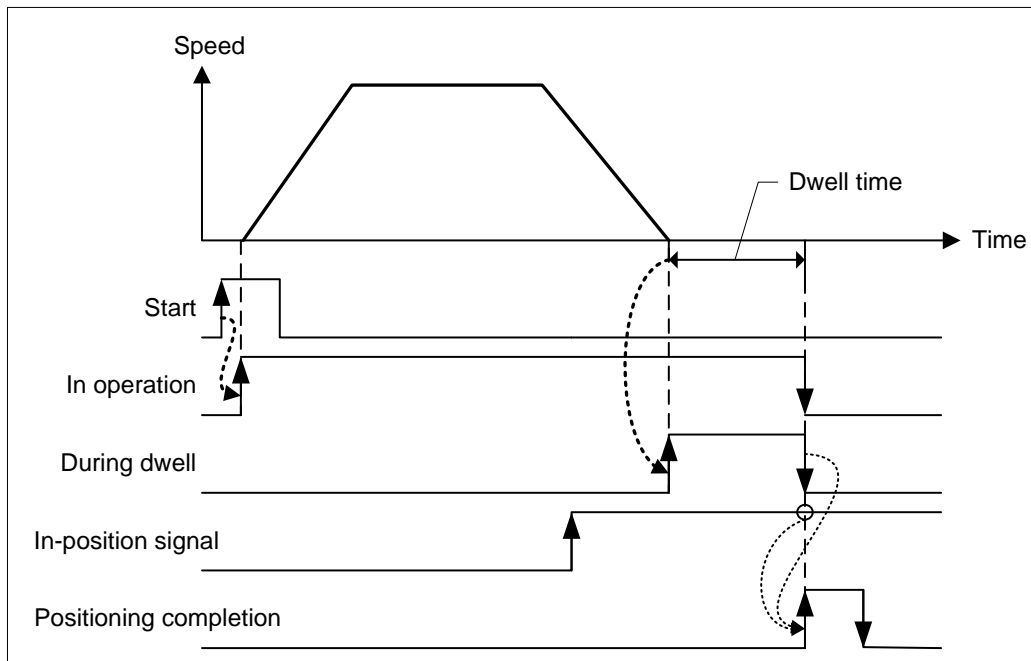 Speed
Dwell time
Time
Start
In operation
During dwell
In-position signal
Positioning completion